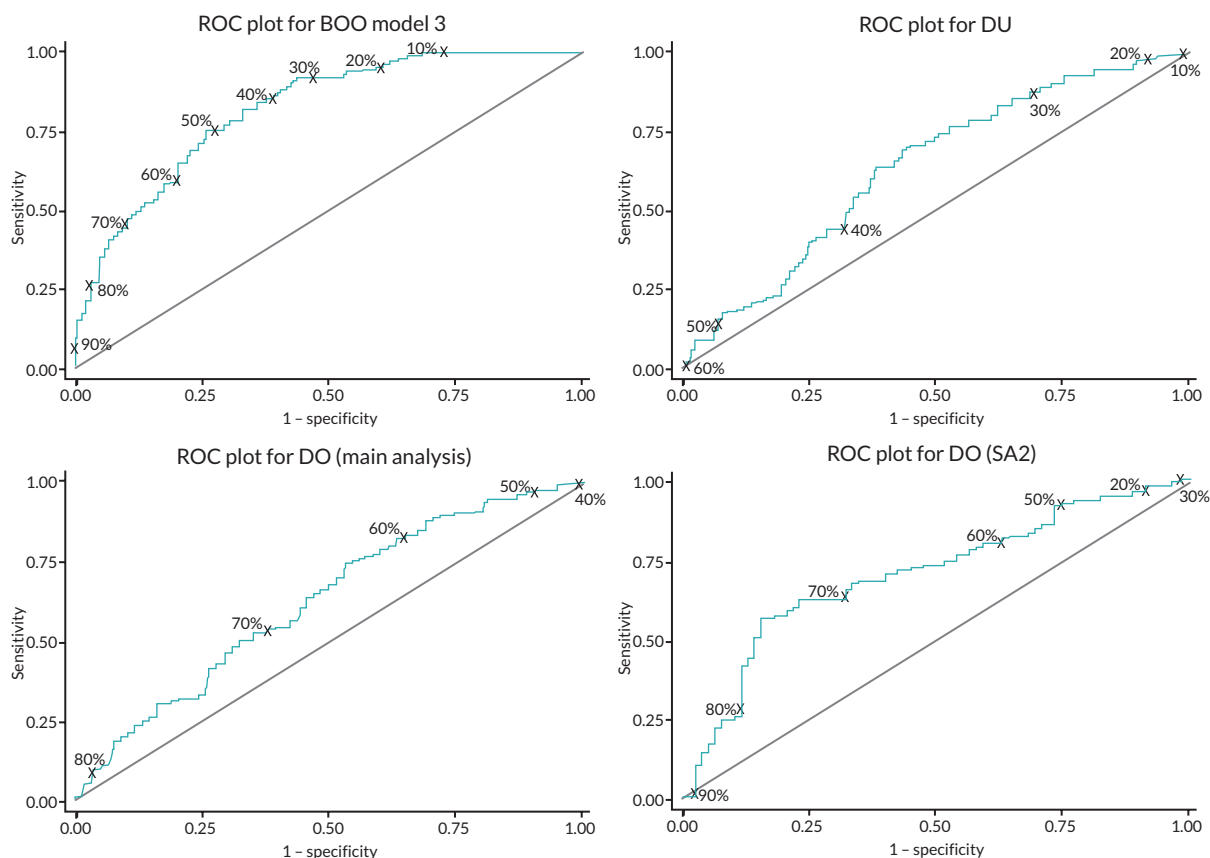 ROC plot for BOO model 3
1.00
0.75
0.50
0.25
0.00
Sensitivity
10%
20%
30%
40%
50%
60%
70%
80%
90%
0.00 0.25 0.50 0.75 1.00
1 – specificity
ROC plot for DU
1.00
0.75
0.50
0.25
0.00
Sensitivity
20%
10%
30%
40%
50%
60%
0.00 0.25 0.50 0.75 1.00
1 – specificity
ROC plot for DO (main analysis)
1.00
0.75
0.50
0.25
0.00
Sensitivity
50%
40%
60%
70%
80%
0.00 0.25 0.50 0.75 1.00
1 – specificity
ROC plot for DO (SA2)
1.00
0.75
0.50
0.25
0.00
Sensitivity
20%
30%
50%
60%
70%
80%
90%
0.00 0.25 0.50 0.75 1.00
1 – specificity